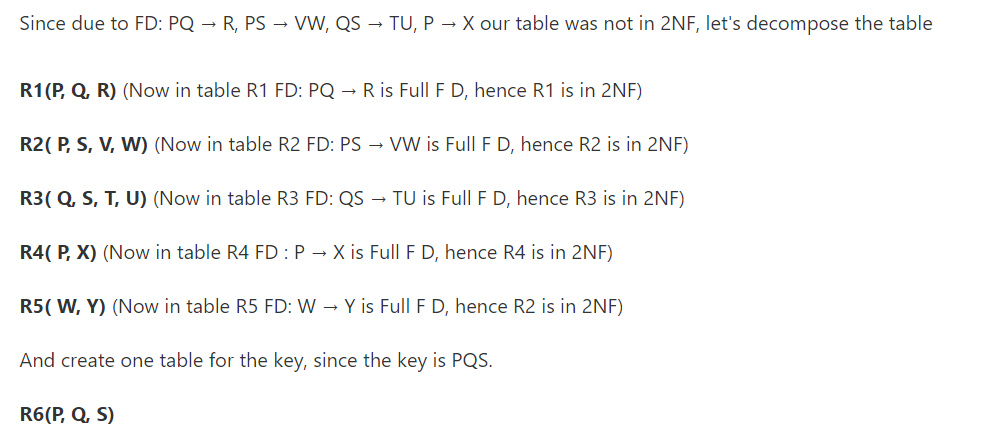 Since due to FD: PQ → R, PS → VW, QS → TU, P → X our table was not in 2NF, let's decompose the table
R1(P, Q, R) (Now in table R1 FD: PQ → R is Full F D, hence R1 is in 2NF)
R2( P, S, V, W) (Now in table R2 FD: PS → VW is Full F D, hence R2 is in 2NF)
R3( Q, S, T, U) (Now in table R3 FD: QS → TU is Full F D, hence R3 is in 2NF)
R4( P, X) (Now in table R4 FD : P → X is Full F D, hence R4 is in 2NF)
R5( W, Y) (Now in table R5 FD: W → Y is Full F D, hence R2 is in 2NF)
And create one table for the key, since the key is PQS.
R6(P, Q, S)